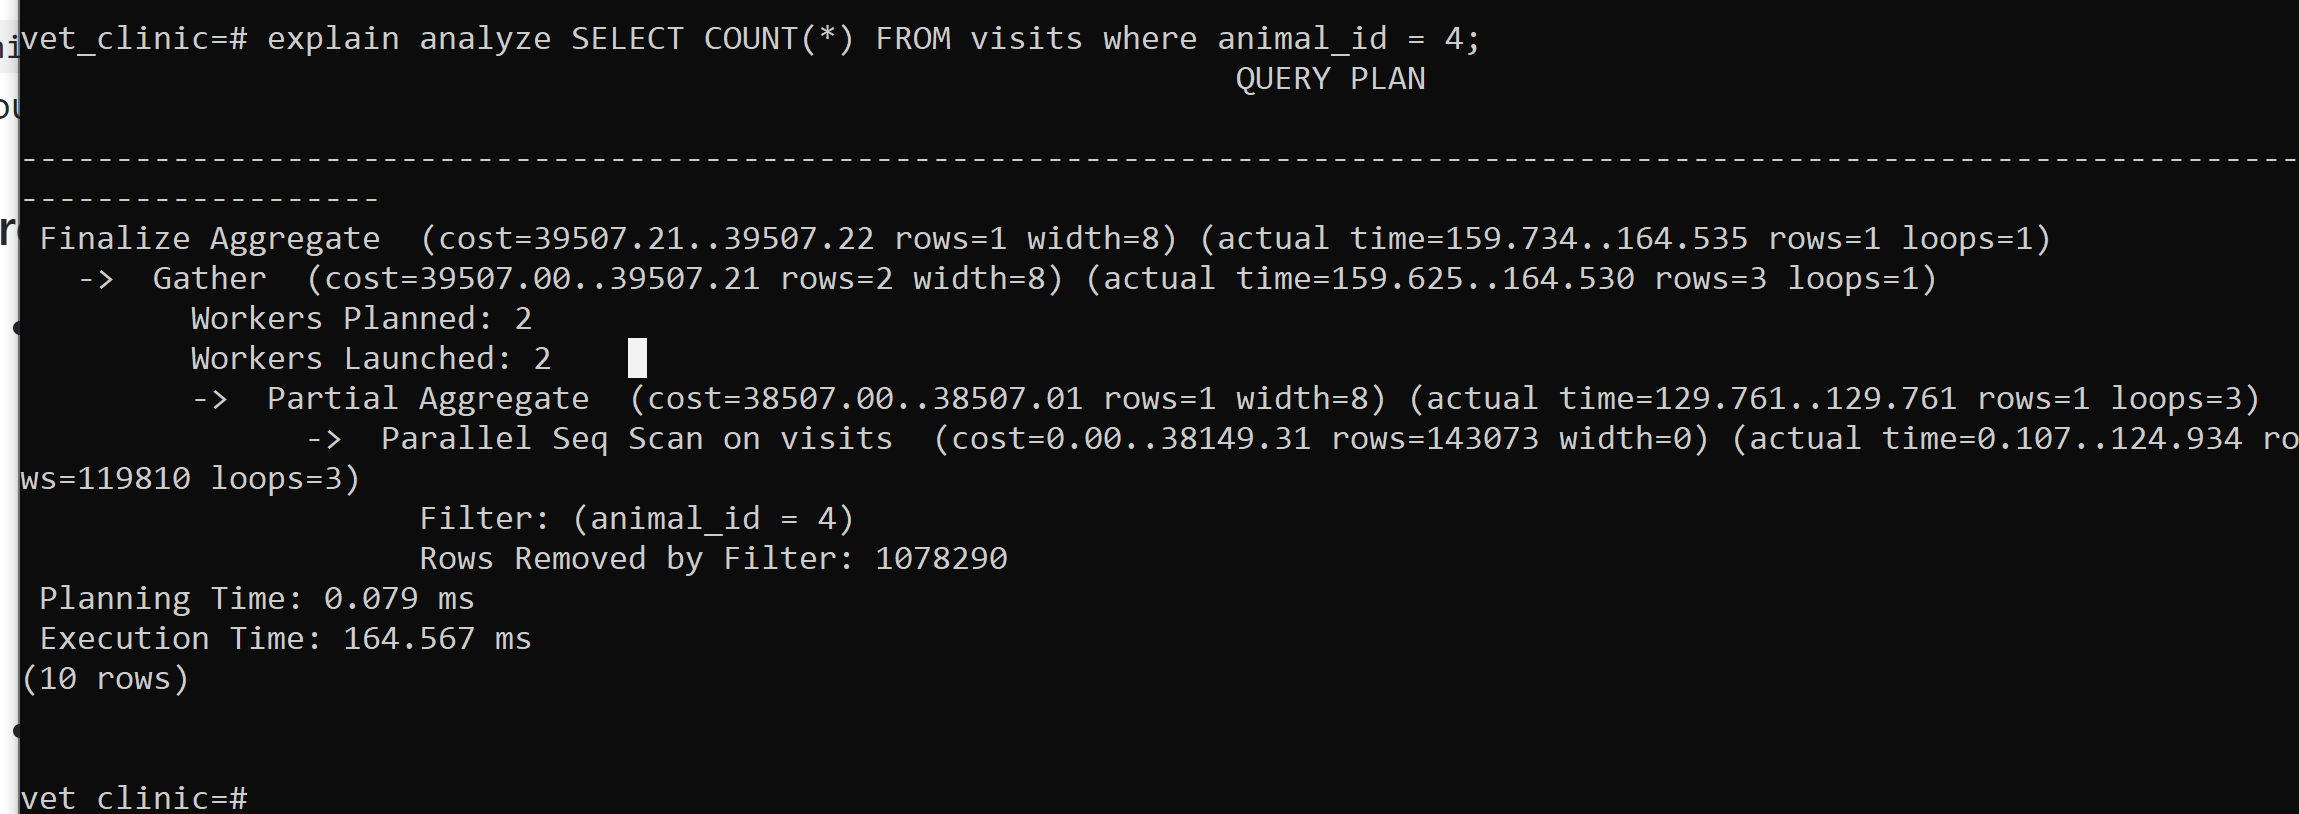 vet_clinic=# explain analyze SELECT COUNT(*) FROM visits where animal_id = 4;
QUERY PLAN
------------------------------------------------------------------------------------------------------------------------
-------------------
Finalize Aggregate  (cost=39507.21..39507.22 rows=1 width=8) (actual time=159.734..164.535 rows=1 loops=1)
->  Gather  (cost=39507.00..39507.21 rows=2 width=8) (actual time=159.625..164.530 rows=3 loops=1)
Workers Planned: 2
Workers Launched: 2
->  Partial Aggregate  (cost=38507.00..38507.01 rows=1 width=8) (actual time=129.761..129.761 rows=1 loops=3)
->  Parallel Seq Scan on visits  (cost=0.00..38149.31 rows=143073 width=0) (actual time=0.107..124.934 ro
ws=119810 loops=3)
Filter: (animal_id = 4)
Rows Removed by Filter: 1078290
Planning Time: 0.079 ms
Execution Time: 164.567 ms
(10 rows)
vet_clinic=#